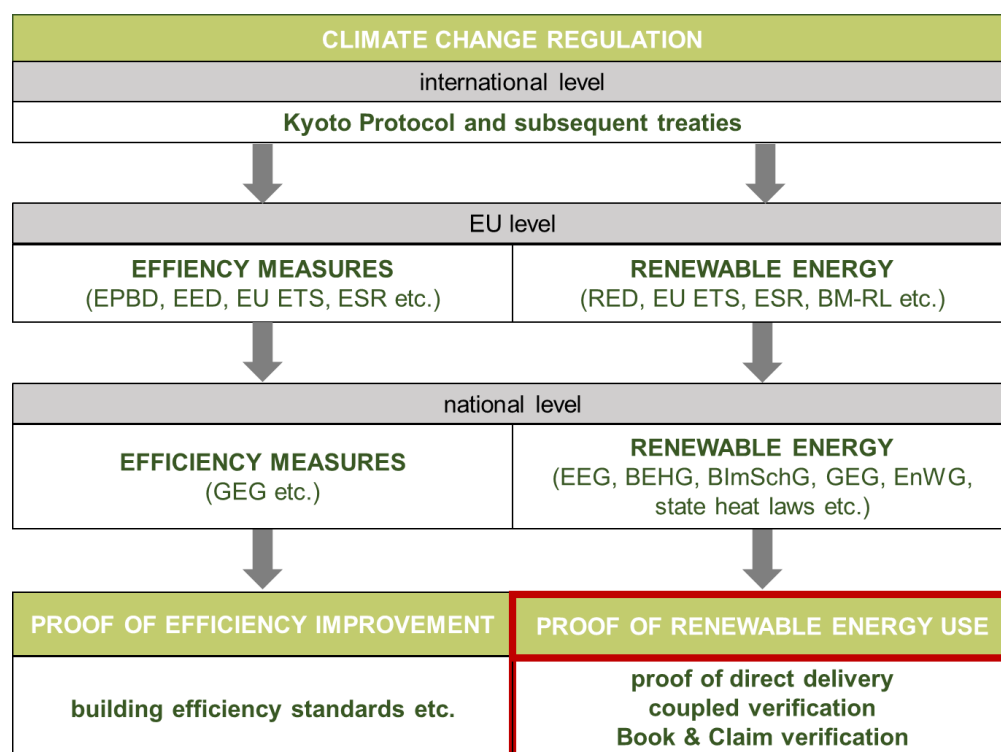 CLIMATE CHANGE REGULATION
international level
Kyoto Protocol and subsequent treaties
EU level
EFFIENCY MEASURES
(EPBD, EED, EU ETS, ESR etc.)
RENEWABLE ENERGY
(RED, EU ETS, ESR, BM-RL etc.)
national level
EFFICIENCY MEASURES
(GEG etc.)
RENEWABLE ENERGY
(EEG, BEHG, BImSchG, GEG, EnWG,
state heat laws etc.)
PROOF OF EFFICIENCY IMPROVEMENT
PROOF OF RENEWABLE ENERGY USE
building efficiency standards etc.
proof of direct delivery
coupled verification
Book & Claim verification